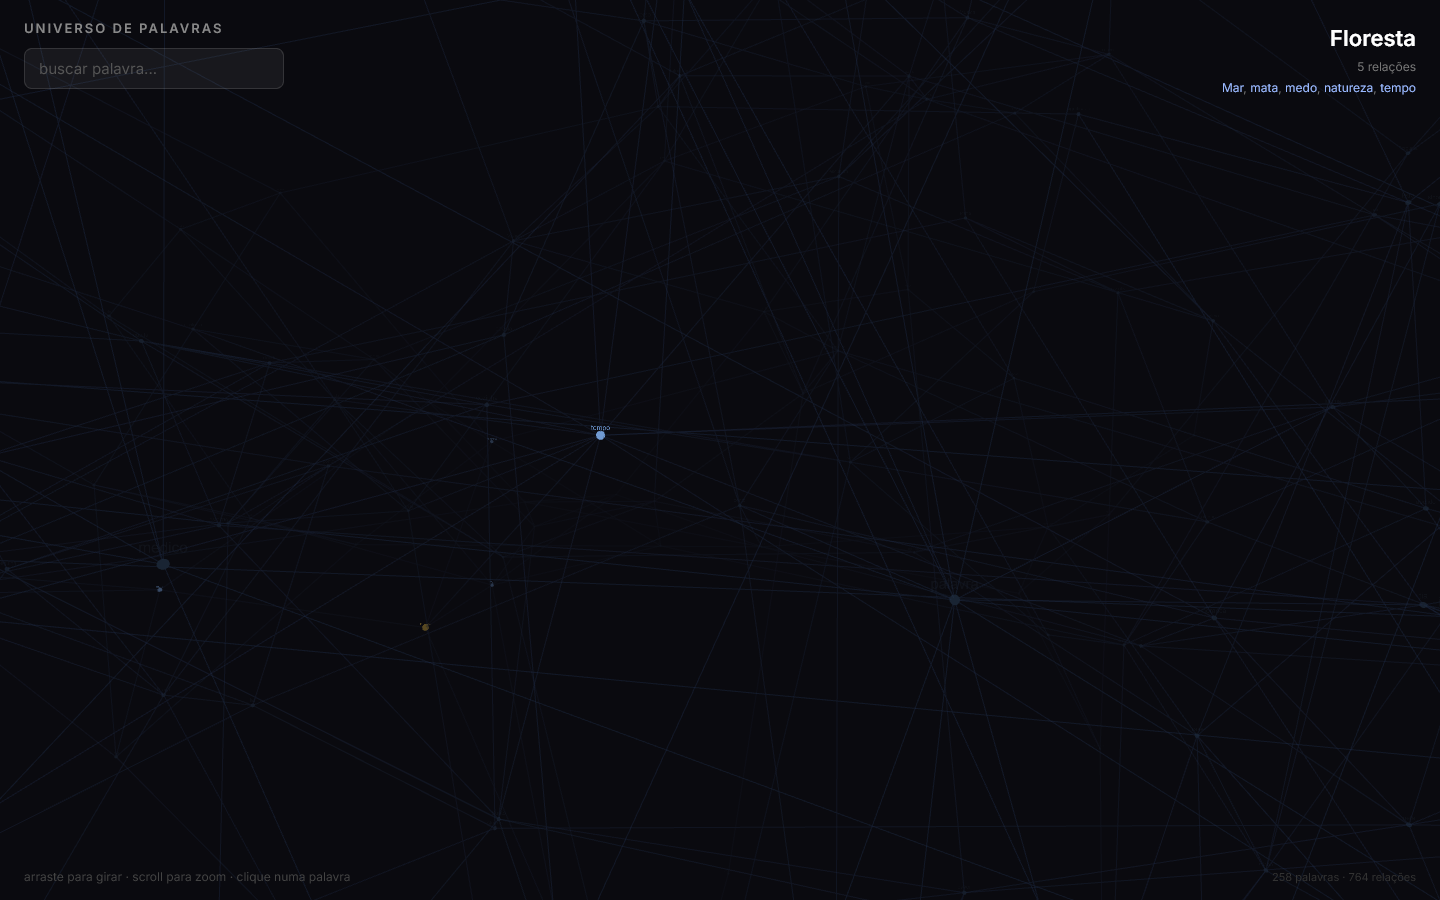 UNIVERSO DE PALAVRAS
buscar palavra...
Floresta
5 relações
Mar, mata, medo, natureza, tempo
tempo
arraste para girar · scroll para zoom · clique numa palavra
258 palavras · 764 relações